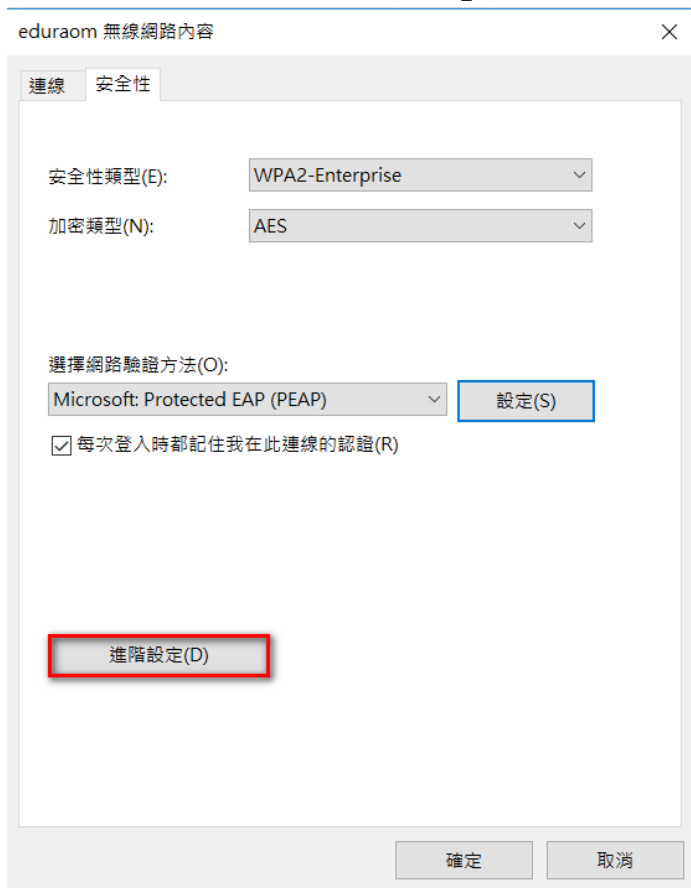 eduraom 無線網路內容
連線 安全性
安全性類型(E): WPA2-Enterprise
加密類型(N): AES
選擇網路驗證方法(O):
Microsoft: Protected EAP (PEAP) 設定(S)
每次登入時都記住我在此連線的認證(R)
進階設定(D)
確定 取消